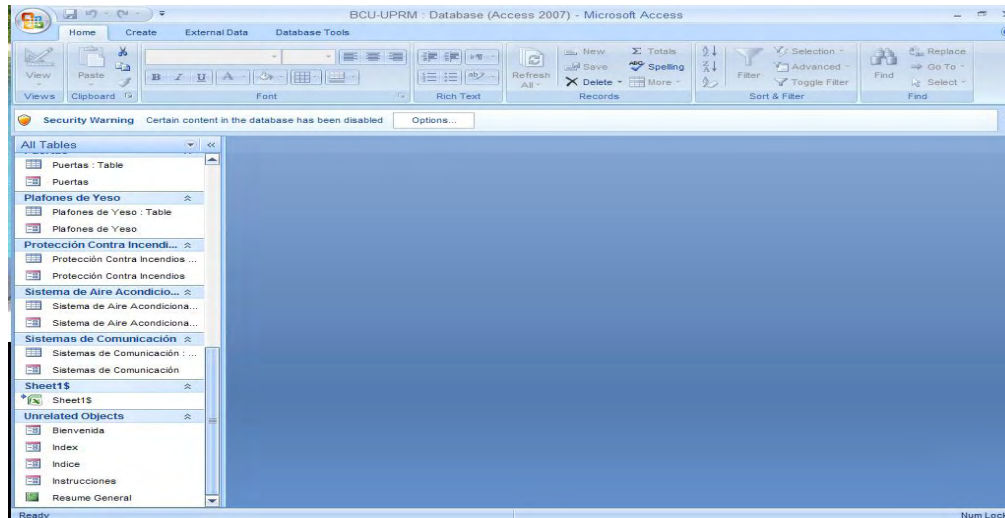 BCU-UPRM : Database (Access 2007) - Microsoft Access
Home Create External Data Database Tools
View
Views
Paste
Clipboard
B I U A
Font
Rich Text
Refresh All
New
Save
Delete
Totals
Spelling
More
Records
Filter
Selection
Advanced
Toggle Filter
Sort & Filter
Find
Replace
Go To
Select
Find
Security Warning Certain content in the database has been disabled Options...
All Tables
Puertas : Table
Puertas
Plafones de Yeso
Plafones de Yeso : Table
Plafones de Yeso
Protección Contra Incendi...
Protección Contra Incendios ...
Protección Contra Incendios
Sistema de Aire Acondicio...
Sistema de Aire Acondiciona...
Sistema de Aire Acondiciona...
Sistemas de Comunicación
Sistemas de Comunicación : ...
Sistemas de Comunicación
Sheet1$
Sheet1$
Unrelated Objects
Bienvenida
Index
Indice
Instrucciones
Resume General
Ready Num Lock